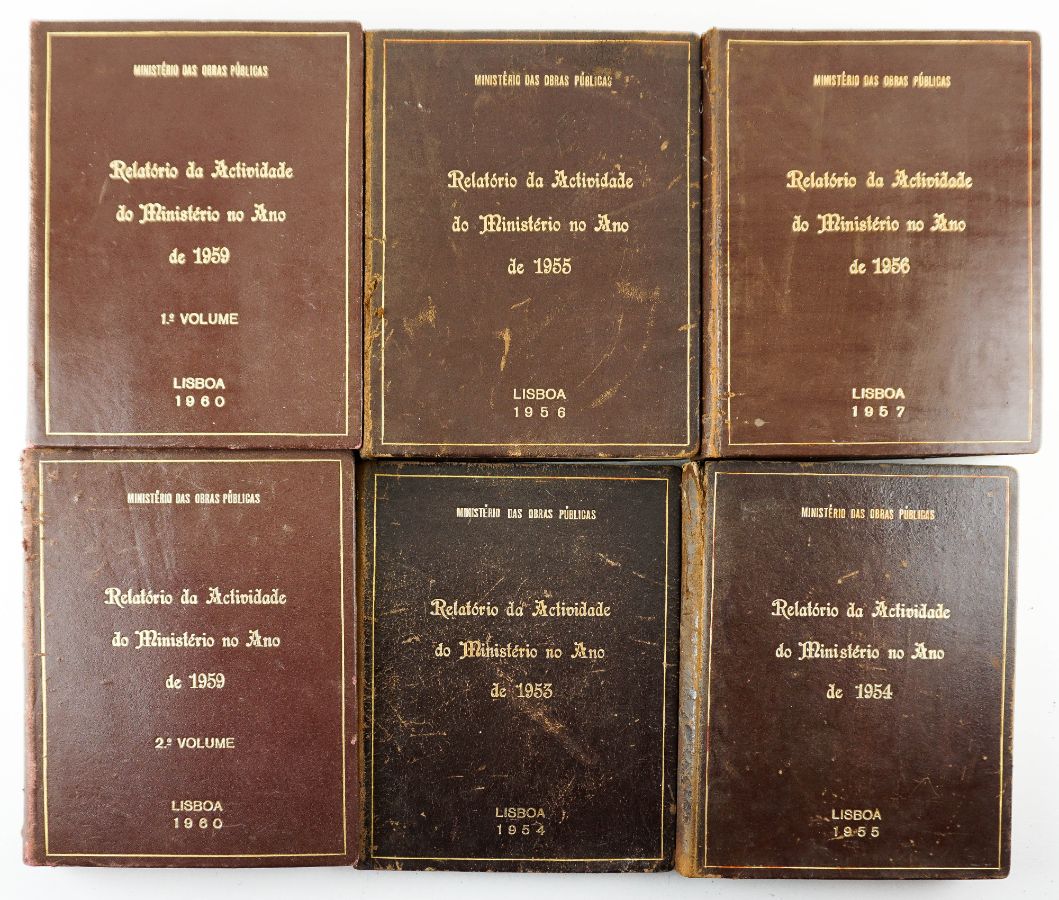 MINISTÉRIO DAS OBRAS PÚBLICAS
Relatório da Actividade
do Ministério no Ano
de 1959
1.º VOLUME
LISBOA
1960
MINISTÉRIO DAS OBRAS PÚBLICAS
Relatório da Actividade
do Ministério no Ano
de 1955
LISBOA
1956
MINISTÉRIO DAS OBRAS PÚBLICAS
Relatório da Actividade
do Ministério no Ano
de 1956
LISBOA
1957
MINISTÉRIO DAS OBRAS PÚBLICAS
Relatório da Actividade
do Ministério no Ano
de 1959
2.º VOLUME
LISBOA
1960
MINISTÉRIO DAS OBRAS PÚBLICAS
Relatório da Actividade
do Ministério no Ano
de 1953
LISBOA
1954
MINISTÉRIO DAS OBRAS PÚBLICAS
Relatório da Actividade
do Ministério no Ano
de 1954
LISBOA
1955